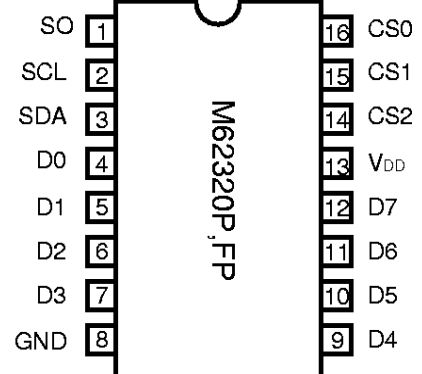 SO 1 16 CS0
SCL 2 15 CS1
SDA 3 14 CS2
D0 4 13 VDD
D1 5 12 D7
D2 6 11 D6
D3 7 10 D5
GND 8 9 D4
M62320P,FP